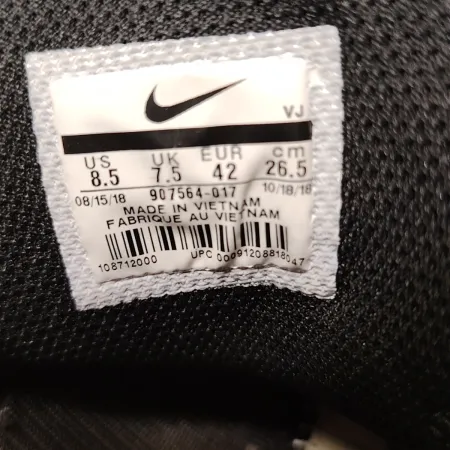 VJ
US UK EUR cm
8.5 7.5 42 26.5
08/15/18 907564-017 10/18/18
MADE IN VIETNAM
FABRIQUE AU VIETNAM
108712000 UPC 00091208818047